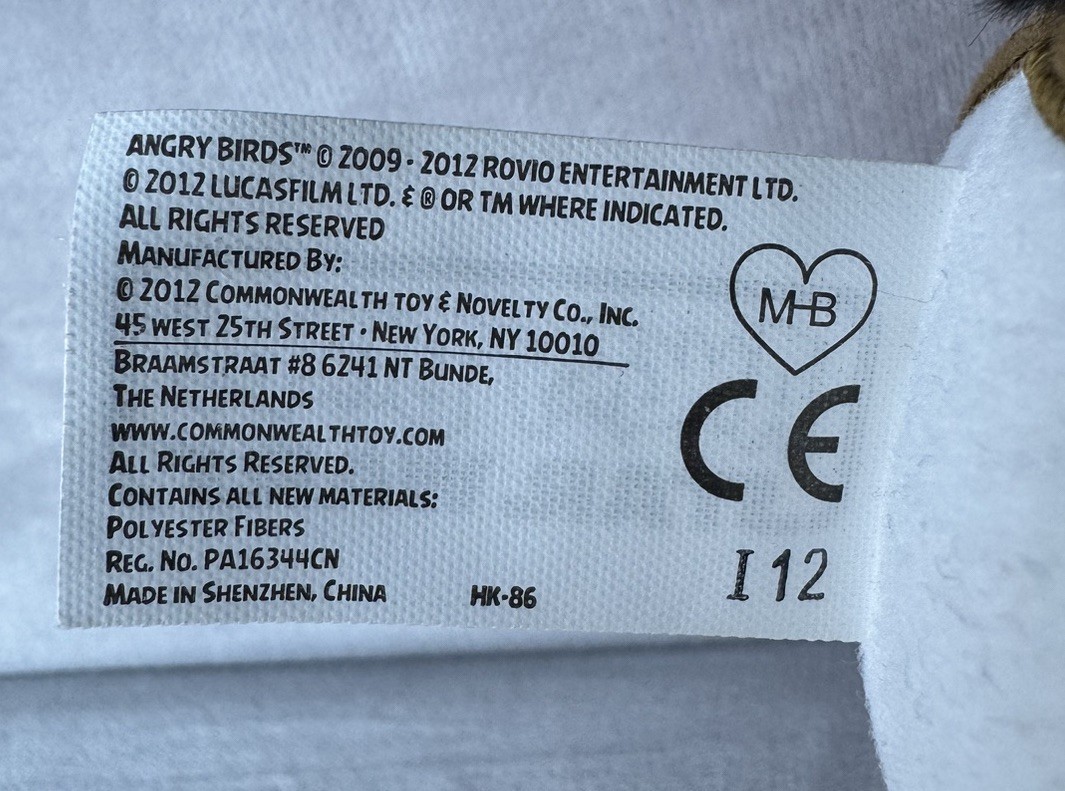 ANGRY BIRDS™ © 2009 - 2012 ROVIO ENTERTAINMENT LTD.
© 2012 LUCASFILM LTD. & ® OR TM WHERE INDICATED.
ALL RIGHTS RESERVED
MANUFACTURED BY:
© 2012 COMMONWEALTH TOY & NOVELTY CO., INC.
45 WEST 25TH STREET • NEW YORK, NY 10010
BRAAMSTRAAT #8 6241 NT BUNDE,
THE NETHERLANDS
WWW.COMMONWEALTHTOY.COM
ALL RIGHTS RESERVED.
CONTAINS ALL NEW MATERIALS:
POLYESTER FIBERS
REG. NO. PA16344CN
MADE IN SHENZHEN, CHINA
HK-86
MHB
CE
I 12